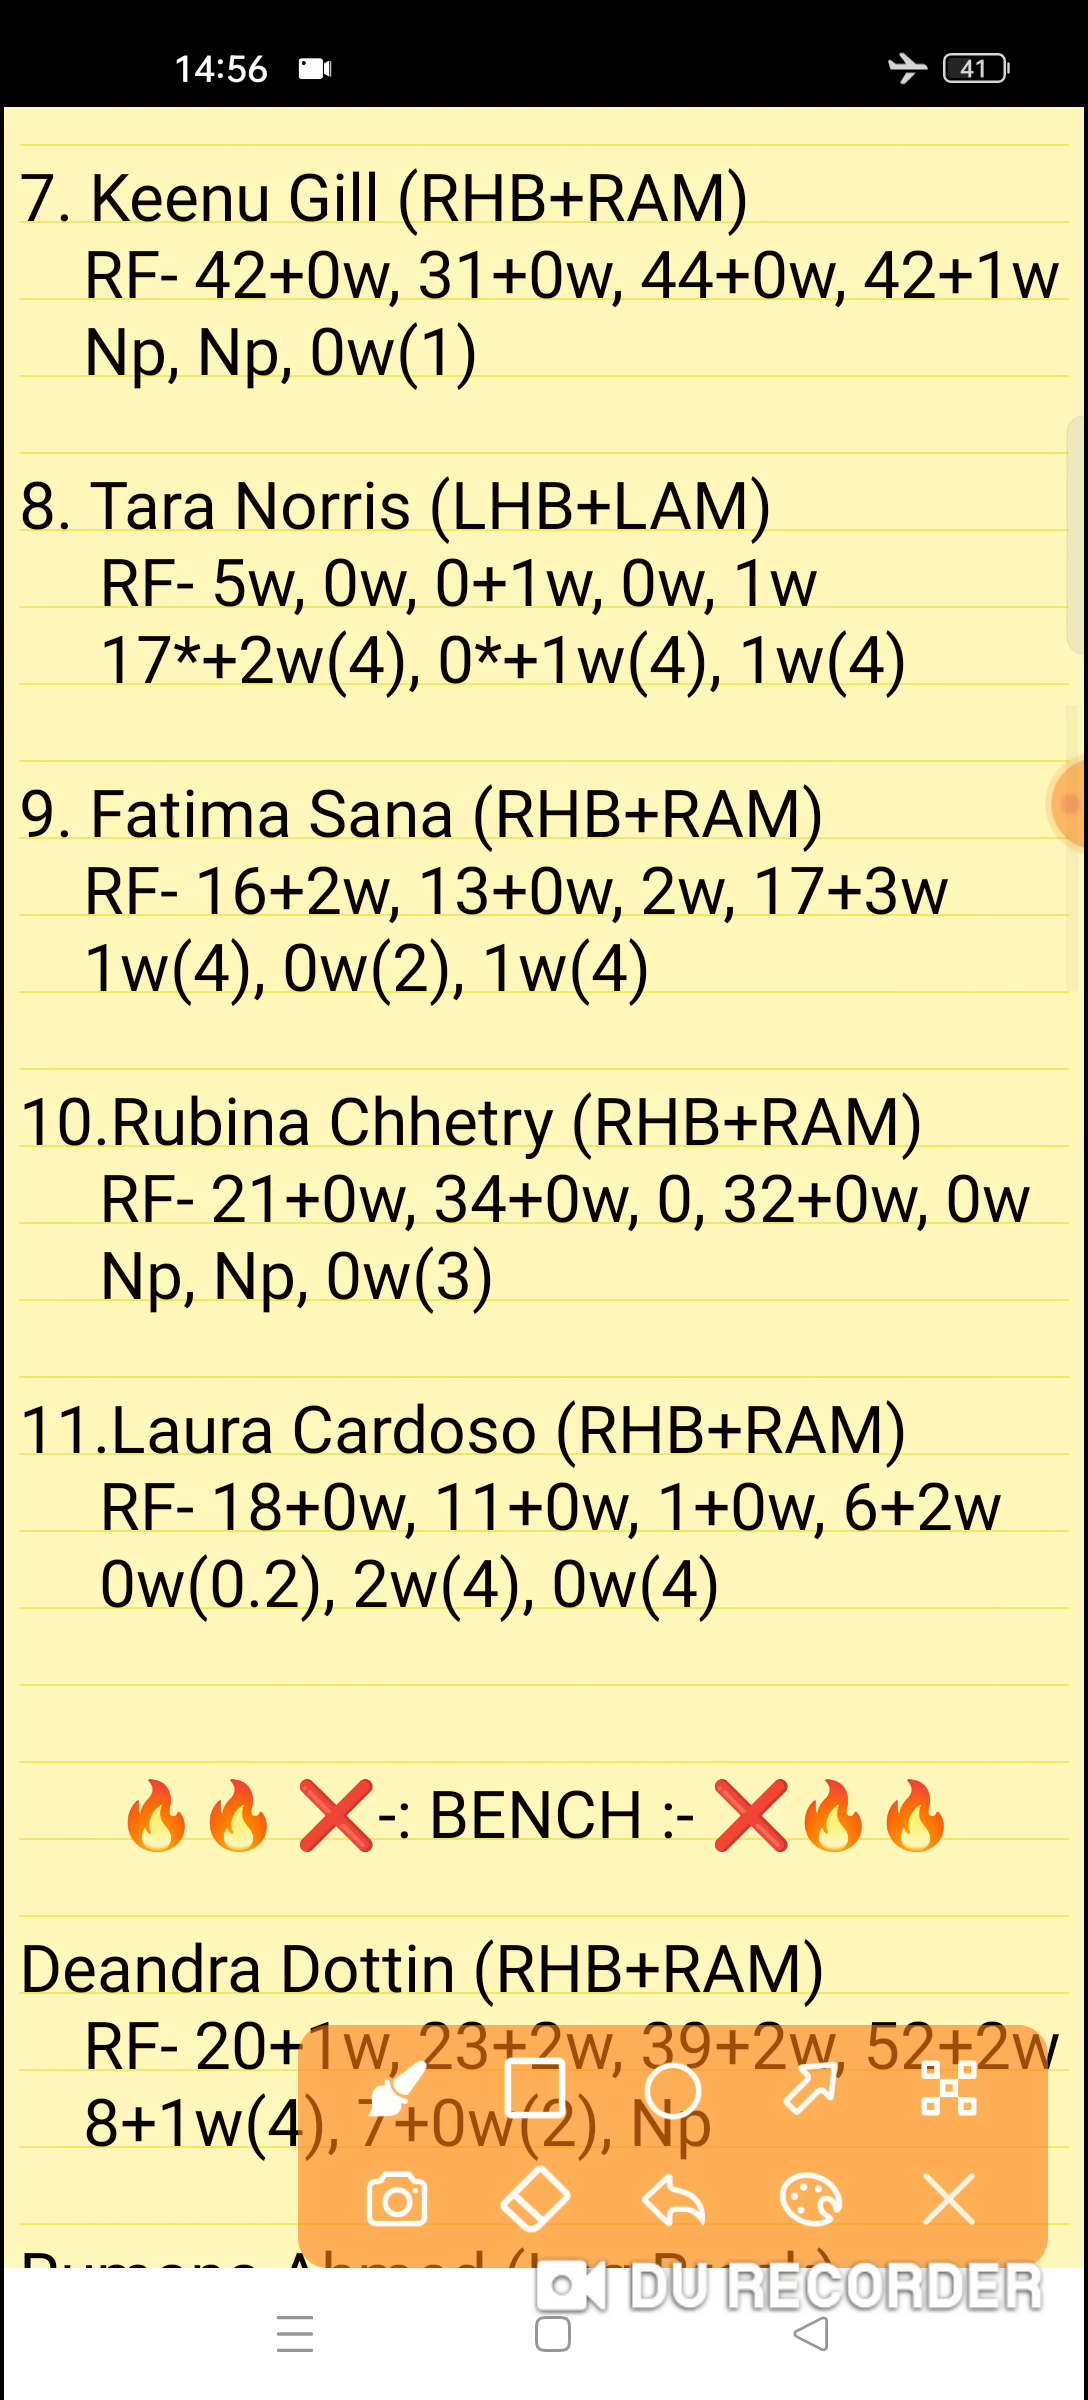 14:56
41
7. Keenu Gill (RHB+RAM)
RF- 42+0w, 31+0w, 44+0w, 42+1w
Np, Np, 0w(1)
8. Tara Norris (LHB+LAM)
RF- 5w, 0w, 0+1w, 0w, 1w
17*+2w(4), 0*+1w(4), 1w(4)
9. Fatima Sana (RHB+RAM)
RF- 16+2w, 13+0w, 2w, 17+3w
1w(4), 0w(2), 1w(4)
10.Rubina Chhetry (RHB+RAM)
RF- 21+0w, 34+0w, 0, 32+0w, 0w
Np, Np, 0w(3)
11.Laura Cardoso (RHB+RAM)
RF- 18+0w, 11+0w, 1+0w, 6+2w
0w(0.2), 2w(4), 0w(4)
🔥🔥 ❌-: BENCH :- ❌🔥🔥
Deandra Dottin (RHB+RAM)
RF- 20+1w, 23+2w, 39+2w, 52+2w
8+1w(4), 7+0w(2), Np
DU RECORDER